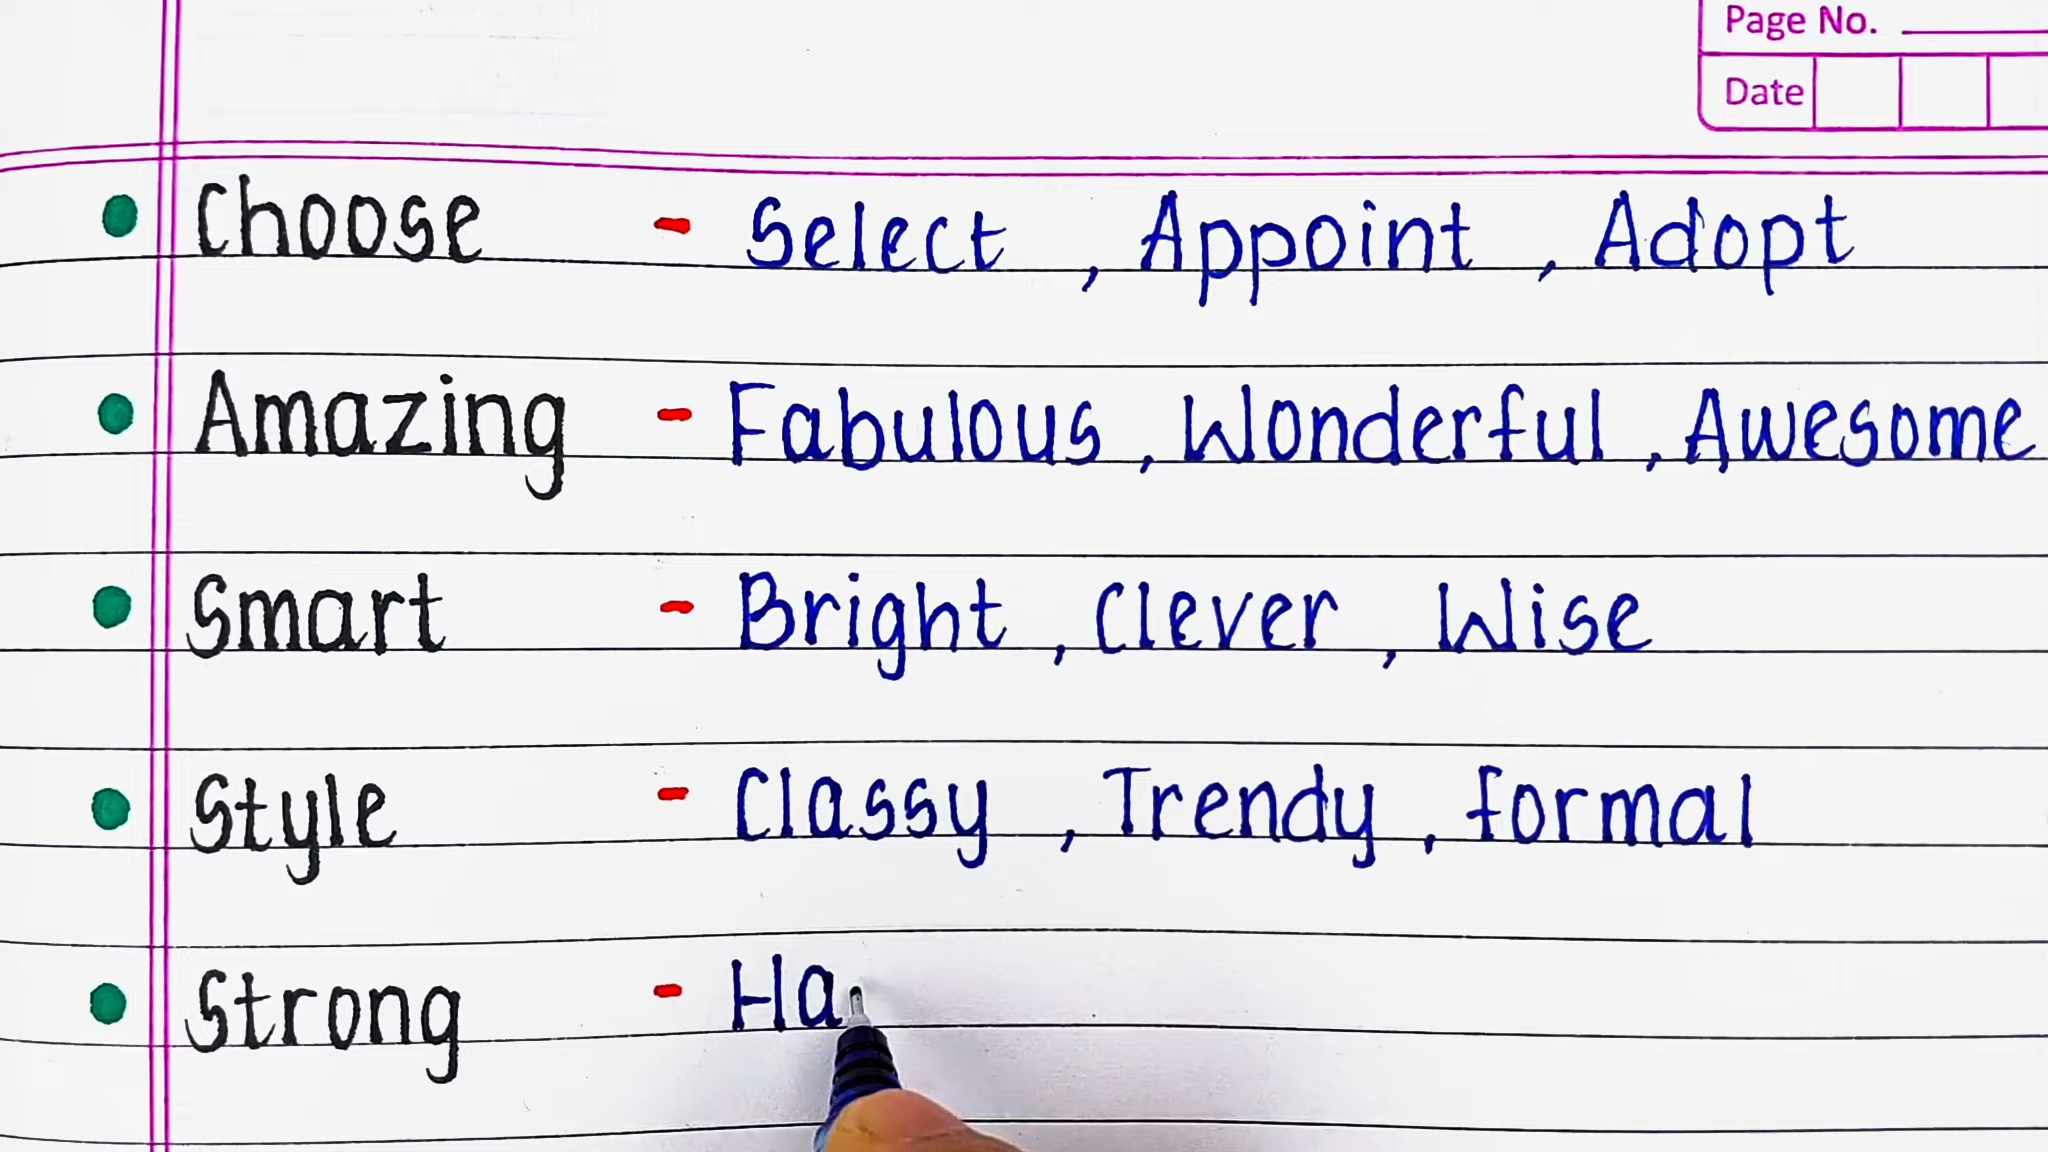 Page No.
Date
Choose - Select , Appoint , Adopt
Amazing - Fabulous , Wonderful , Awesome
Smart - Bright , Clever , Wise
Style - Classy , Trendy , formal
Strong - Ha